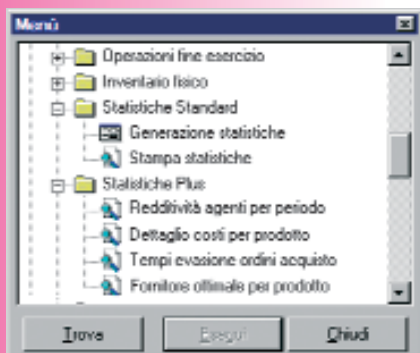 Menù
Operazioni fine esercizio
Inventario fisico
Statistiche Standard
Generazione statistiche
Stampa statistiche
Statistiche Plus
Redditività agenti per periodo
Dettaglio costi per prodotto
Tempi evasione ordini acquisto
Fornitore ottimale per prodotto
Trova
Esegui
Chiudi